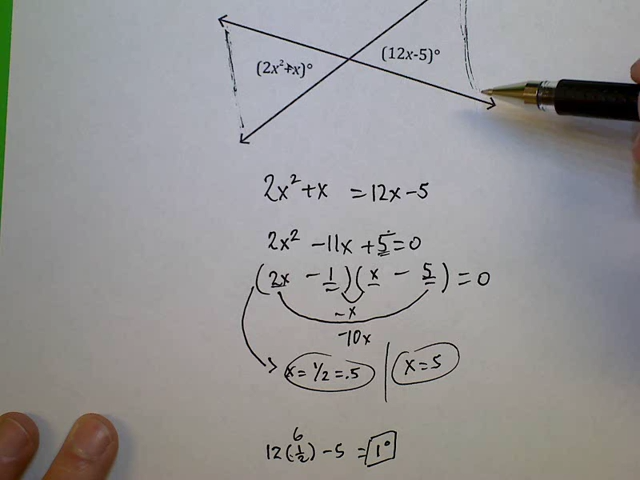 (2x²+x)° (12x-5)°
2x² + x = 12x - 5
2x² - 11x + 5 = 0
(2x - 1)(x - 5) = 0
-x
-10x
x = 1/2 = .5 | x = 5
6
12(1/2) - 5 = 1°